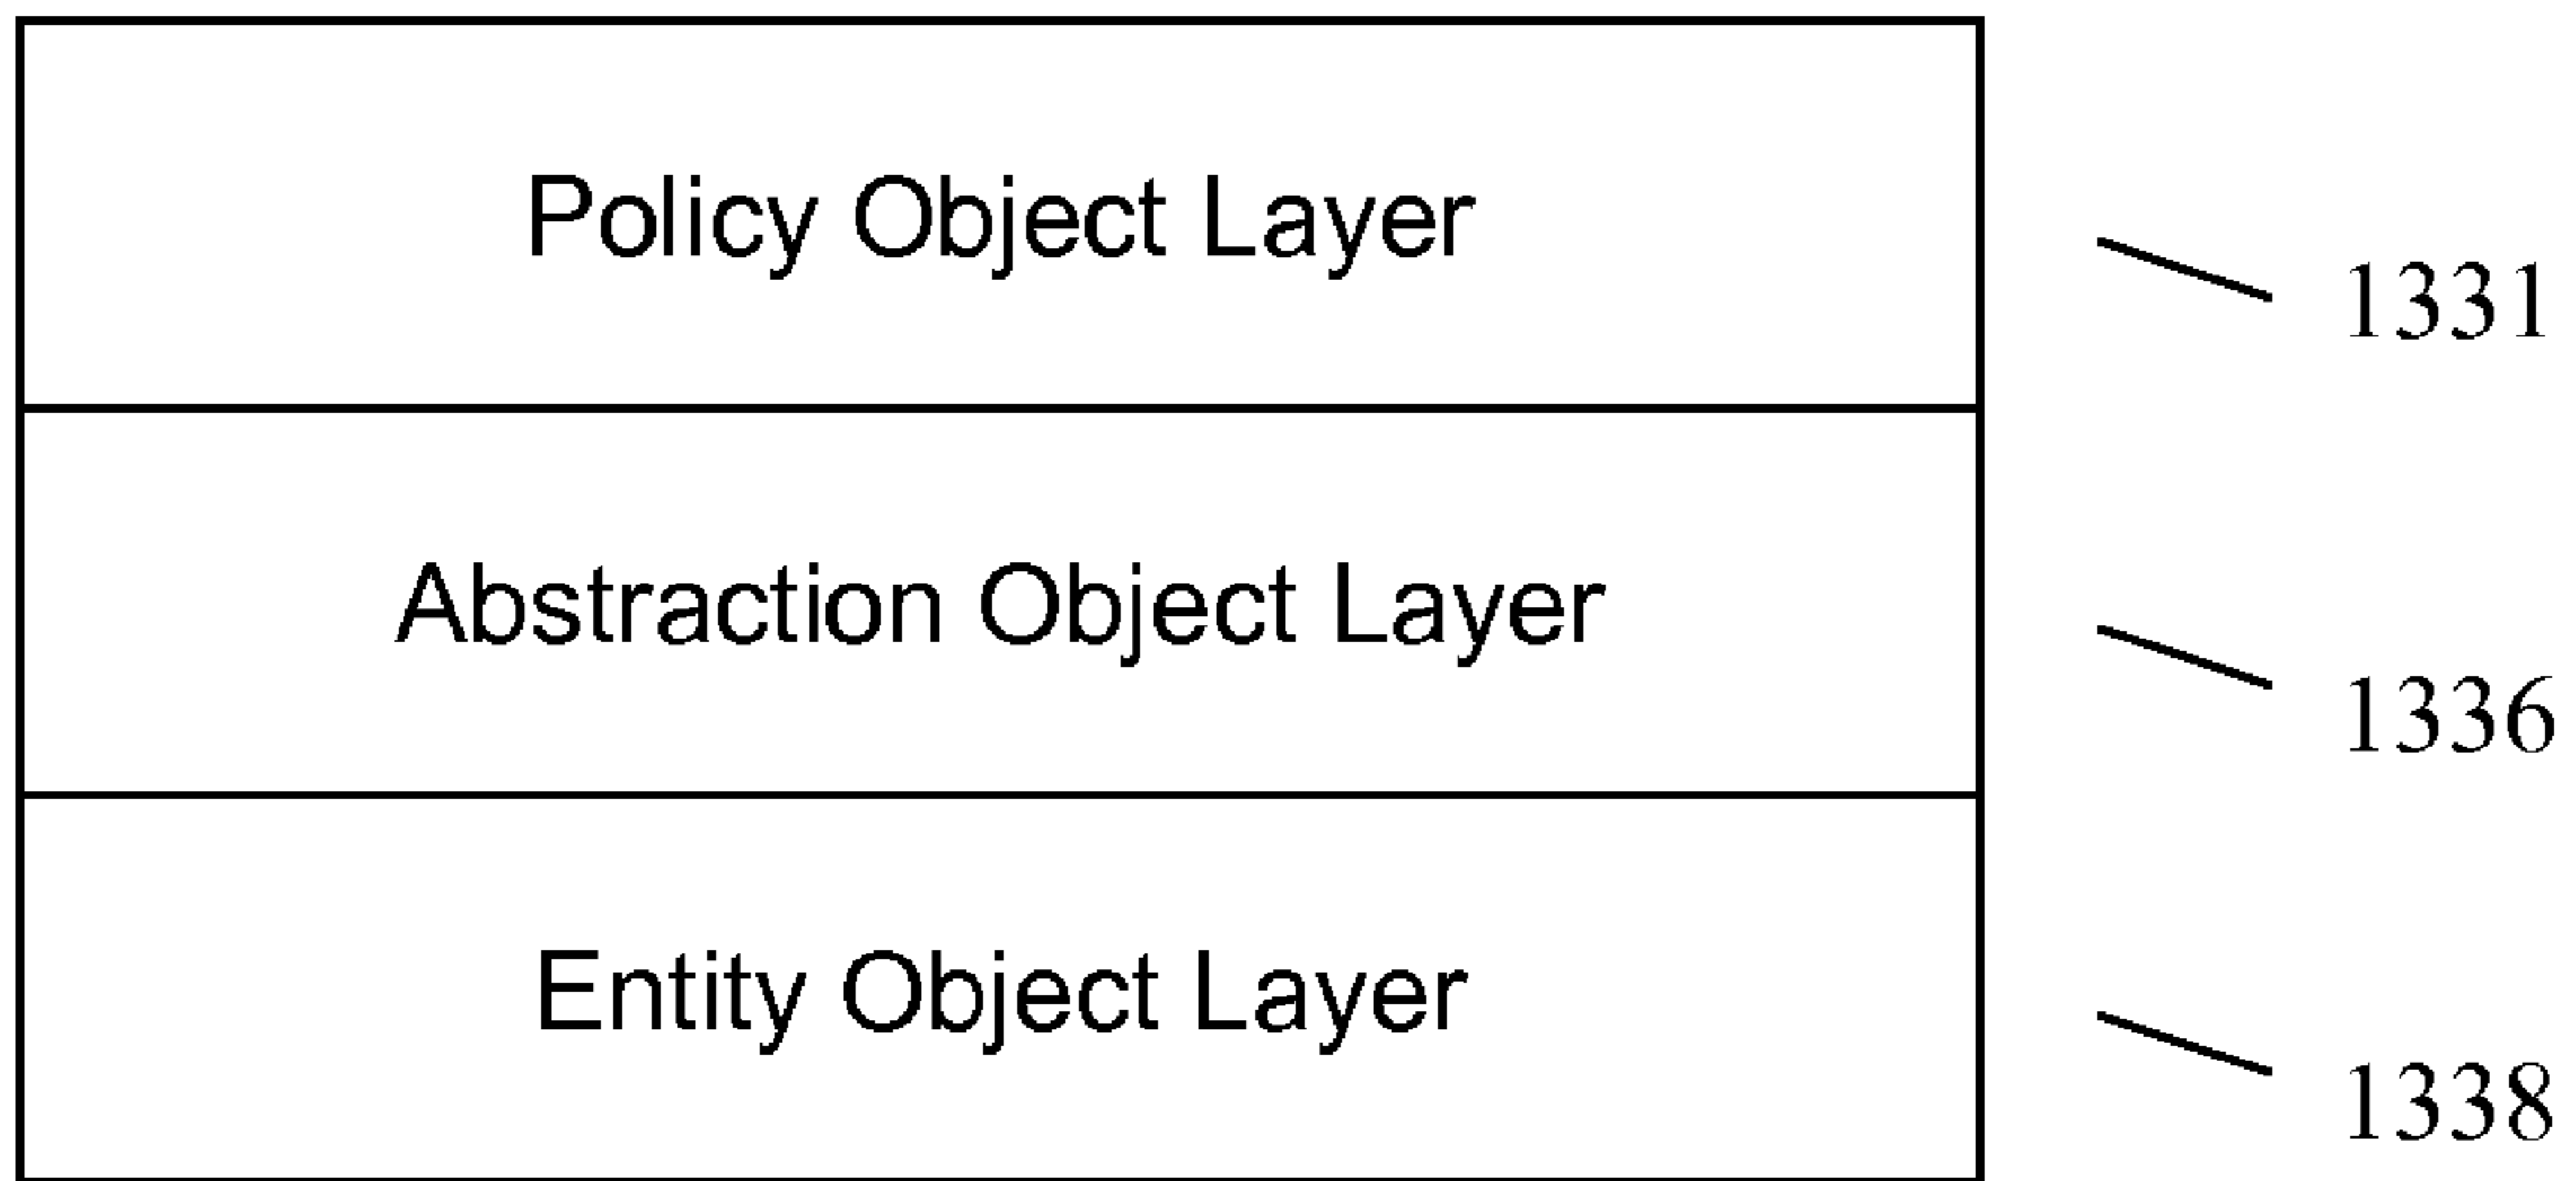 Policy Object Layer
1331
Abstraction Object Layer
1336
Entity Object Layer
1338